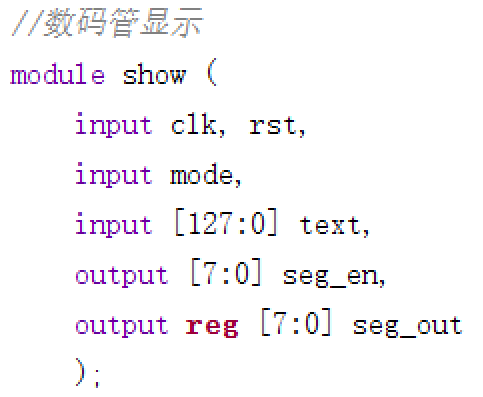 //数码管显示
module show (
input clk, rst,
input mode,
input [127:0] text,
output [7:0] seg_en,
output reg [7:0] seg_out
);